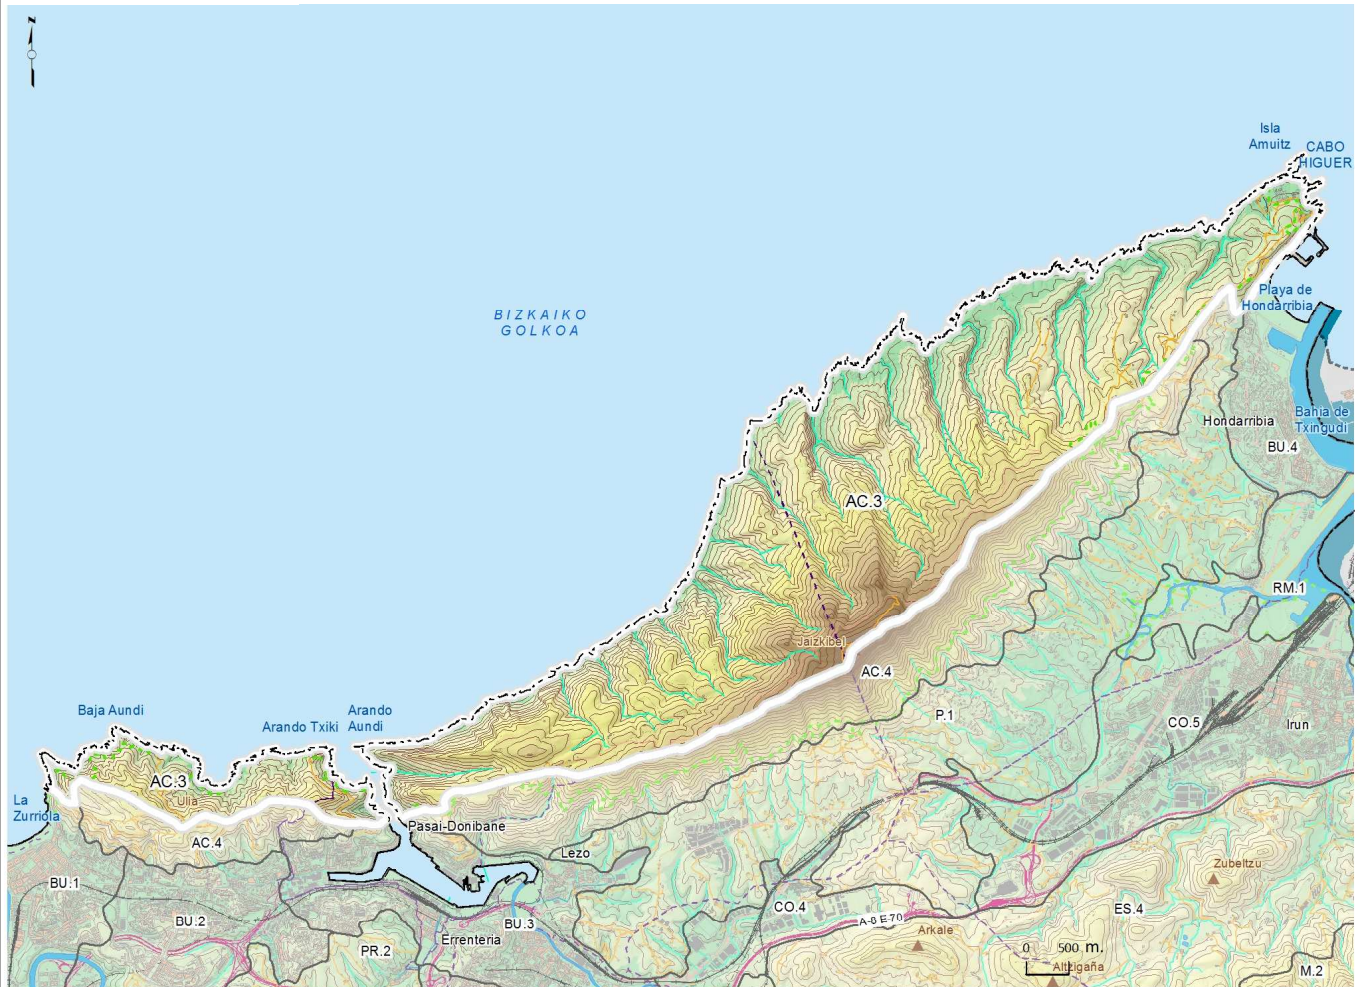 N
Isla
Amuitz
CABO
HIGUER
Playa de
Hondarribia
BIZKAIKO
GOLKOA
Hondarribia
Bahia de
Txingudi
BU.4
AC.3
RM.1
Jaizkibel
AC.4
P.1
CO.5
Irun
Baja Aundi
Arando Txiki
Arando
Aundi
AC.3
Ulia
La
Zurriola
AC.4
Pasai-Donibane
Lezo
Zubeltzu
BU.1
BU.2
BU.3
CO.4
A-8 E-70
ES.4
PR.2
Errenteria
Arkale
0 500 m.
Altzigaña
M.2